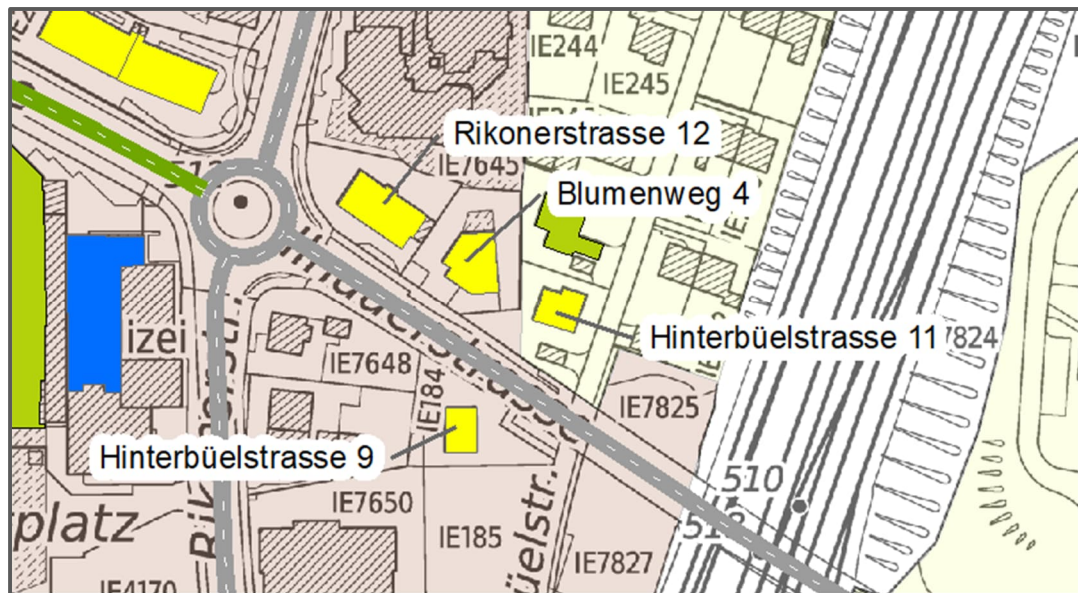 IE244
IE245
Rikonerstrasse 12
IE7645
Blumenweg 4
Hinterbüelstrasse 11
7824
izei
IE7648
IE184
IE7825
Hinterbüelstrasse 9
510
IE7650
platz
IE185
üelstr.
IE7827
IE4170